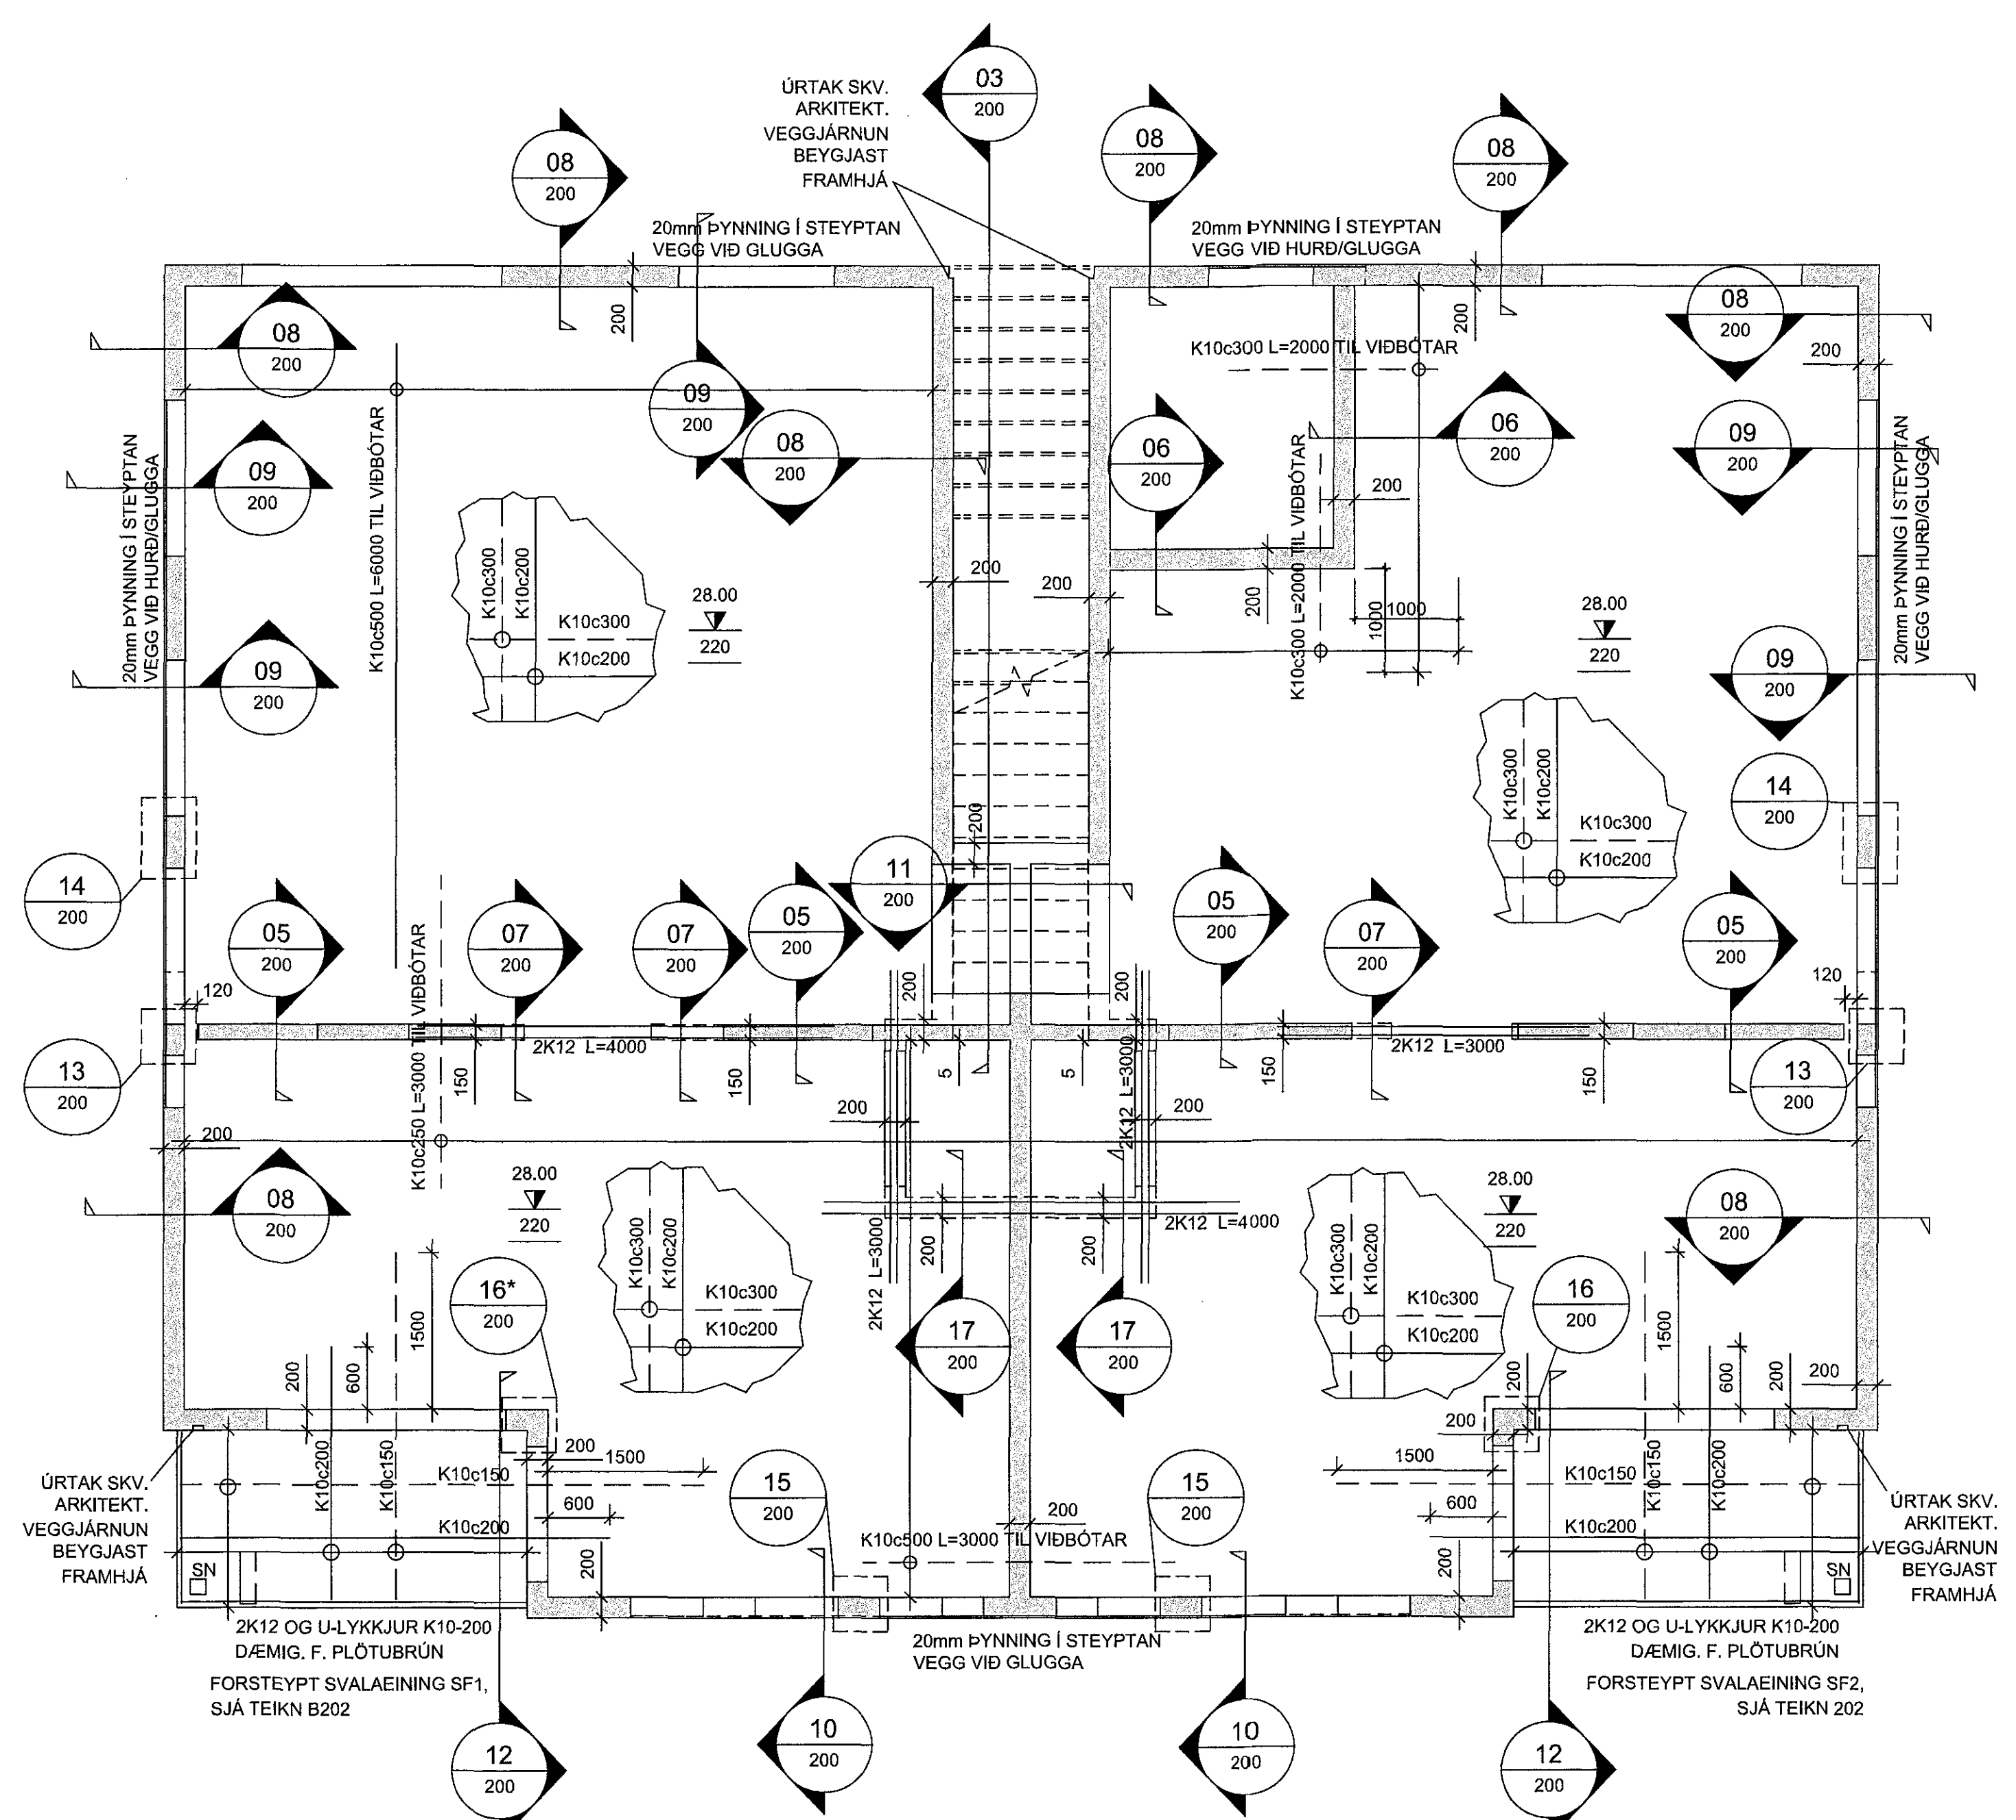 03
200
ÚRTAK SKV.
ARKITEKT.
VEGGJÁRNUN
BEYGJAST
FRAMHJÁ
08
200
08
200
08
200
20mm ÞYNNING Í STEYPTAN
VEGG VIÐ GLUGGA
20mm ÞYNNING Í STEYPTAN
VEGG VIÐ HURÐ/GLUGGA
08
200
200
200
08
200
200
K10c300 L=2000 TIL VIÐBÓTAR
09
200
08
200
06
200
06
200
09
200
09
200
20mm ÞYNNING Í STEYPTAN
VEGG VIÐ HURÐ/GLUGGA
K10c500 L=6000 TIL VIÐBÓTAR
K10c300 L=2000 TIL VIÐBÓTAR
20mm ÞYNNING Í STEYPTAN
VEGG VIÐ HURÐ/GLUGGA
200
K10c300
K10c200
K10c300
K10c200
28.00
220
200
200
200
1000
1000
28.00
220
09
200
09
200
K10c300
K10c200
K10c300
K10c200
14
200
200
14
200
11
200
05
200
07
200
07
200
05
200
05
200
07
200
05
200
120
K10c250 L=3000 TIL VIÐBÓTAR
200
200
120
13
200
2K12 L=4000
150
150
5
5
2K12 L=3000
2K12 L=3000
150
150
13
200
200
200
200
08
200
28.00
220
K10c300
K10c200
K10c300
K10c200
2K12 L=3000
200
200
2K12 L=4000
28.00
220
K10c300
K10c200
K10c300
K10c200
08
200
16*
200
16
200
17
200
17
200
200
600
1500
200
1500
600
200
200
200
K10c200
K10c150
K10c150
K10c200
200
1500
600
200
15
200
15
200
200
K10c500 L=3000 TIL VIÐBÓTAR
1500
600
200
K10c150
K10c200
K10c150
K10c200
ÚRTAK SKV.
ARKITEKT.
VEGGJÁRNUN
BEYGJAST
FRAMHJÁ
SN
SN
ÚRTAK SKV.
ARKITEKT.
VEGGJÁRNUN
BEYGJAST
FRAMHJÁ
2K12 OG U-LYKKJUR K10-200
DÆMIG. F. PLÖTUBRÚN
FORSTEYPT SVALAEINING SF1,
SJÁ TEIKN B202
20mm ÞYNNING Í STEYPTAN
VEGG VIÐ GLUGGA
2K12 OG U-LYKKJUR K10-200
DÆMIG. F. PLÖTUBRÚN
FORSTEYPT SVALAEINING SF2,
SJÁ TEIKN 202
12
200
10
200
10
200
12
200